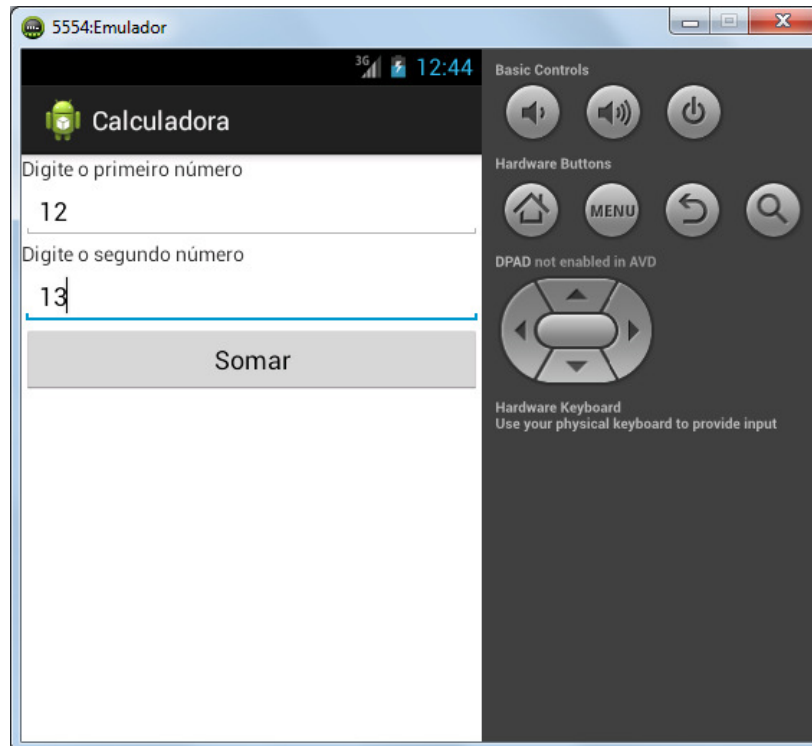 5554:Emulador
3G 12:44
Calculadora
Digite o primeiro número
12
Digite o segundo número
13
Somar
Basic Controls
Hardware Buttons
MENU
DPAD not enabled in AVD
Hardware Keyboard
Use your physical keyboard to provide input